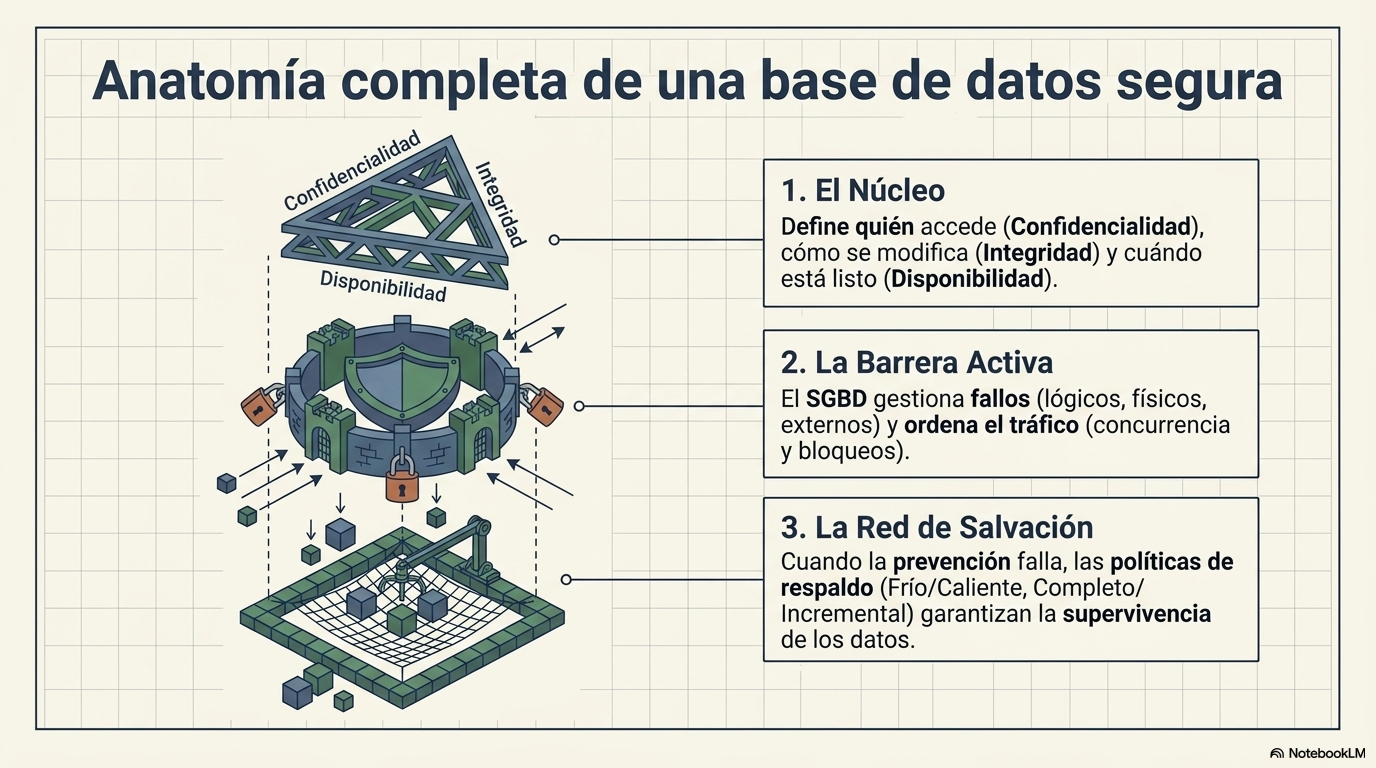 Anatomía completa de una base de datos segura
Confidencialidad
Integridad
Disponibilidad
1. El Núcleo
Define quién accede (Confidencialidad),
cómo se modifica (Integridad) y cuándo
está listo (Disponibilidad).
2. La Barrera Activa
El SGBD gestiona fallos (lógicos, físicos,
externos) y ordena el tráfico (concurrencia
y bloqueos).
3. La Red de Salvación
Cuando la prevención falla, las políticas de
respaldo (Frío/Caliente, Completo/
Incremental) garantizan la supervivencia
de los datos.
NotebookLM